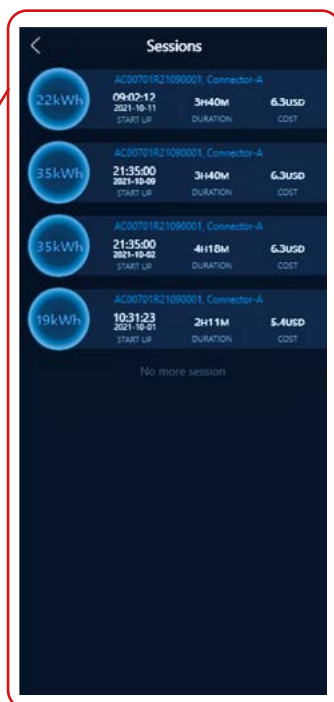 Sessions
AC00701R21090001, Connector-A
22kWh
09:02:12 3H40M 6.3USD
2021-10-11
START UP DURATION COST
AC00701R21090001, Connector-A
35kWh
21:35:00 3H40M 6.3USD
2021-10-09
START UP DURATION COST
AC00701R21090001, Connector-A
35kWh
21:35:00 4H18M 6.3USD
2021-10-02
START UP DURATION COST
AC00701R21090001, Connector-A
19kWh
10:31:23 2H11M 5.4USD
2021-10-01
START UP DURATION COST
No more session